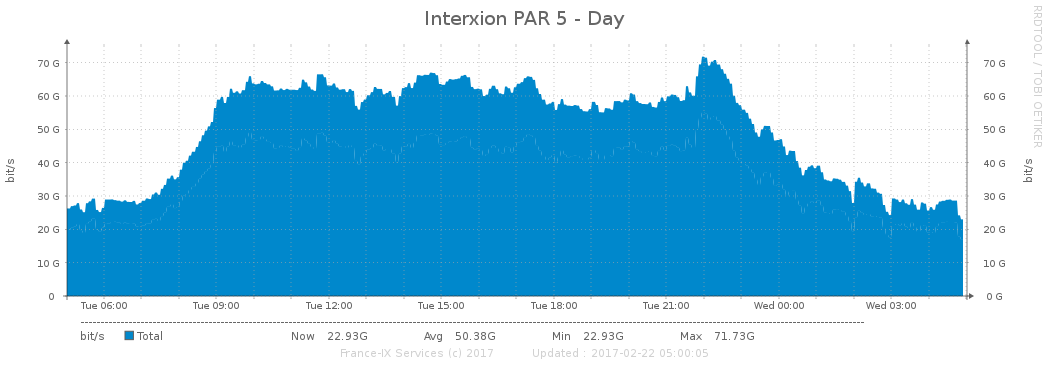 Interxion PAR 5 - Day
RRDTOOL / TOBI OETIKER
bit/s
70 G
60 G
50 G
40 G
30 G
20 G
10 G
0
70 G
60 G
50 G
40 G
30 G
20 G
10 G
0 G
bit/s
Tue 06:00 Tue 09:00 Tue 12:00 Tue 15:00 Tue 18:00 Tue 21:00 Wed 00:00 Wed 03:00
bit/s Total Now 22.93G Avg 50.38G Min 22.93G Max 71.73G
France-IX Services (c) 2017 Updated : 2017-02-22 05:00:05